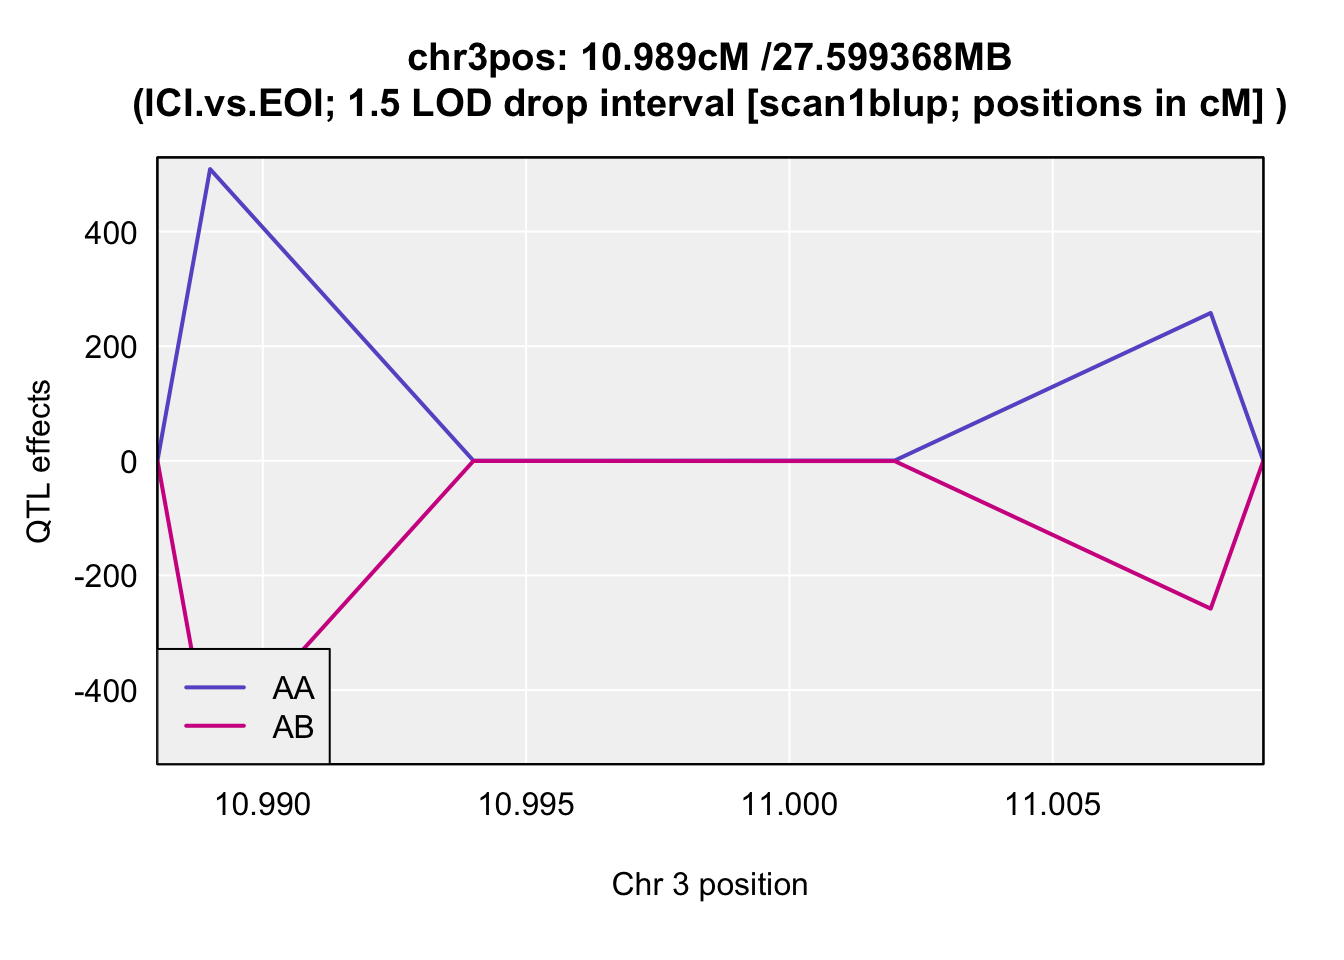 chr3pos: 10.989cM /27.599368MB
(ICI.vs.EOI; 1.5 LOD drop interval [scan1blup; positions in cM] )
QTL effects
400
200
0
-200
-400
AA
AB
10.990 10.995 11.000 11.005
Chr 3 position